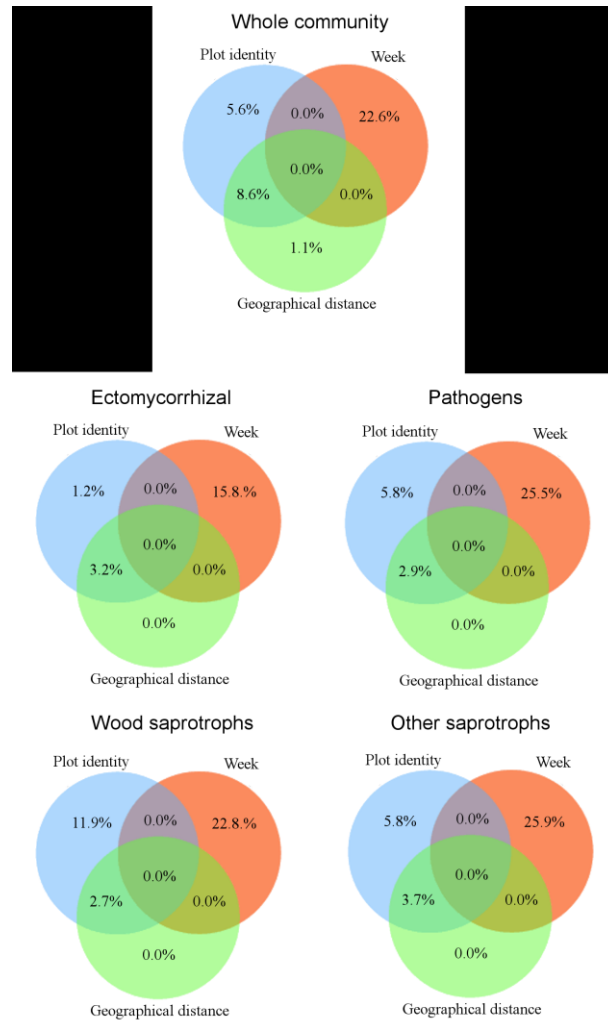 Whole community
Plot identity
Week
5.6%
0.0%
22.6%
0.0%
8.6%
0.0%
1.1%
Geographical distance
Ectomycorrhizal
Plot identity
Week
1.2%
0.0%
15.8.%
0.0%
3.2%
0.0%
0.0%
Geographical distance
Pathogens
Plot identity
Week
5.8%
0.0%
25.5%
0.0%
2.9%
0.0%
0.0%
Geographical distance
Wood saprotrophs
Plot identity
Week
11.9%
0.0%
22.8.%
0.0%
2.7%
0.0%
0.0%
Geographical distance
Other saprotrophs
Plot identity
Week
5.8%
0.0%
25.9%
0.0%
3.7%
0.0%
0.0%
Geographical distance